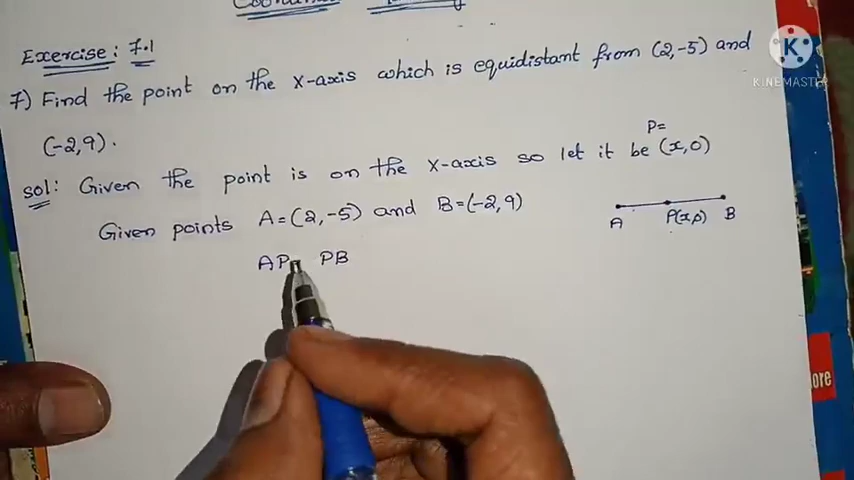 Exercise: 7.1
7) Find the point on the x-axis which is equidistant from (2,-5) and
(-2,9).
P=
Sol: Given the point is on the x-axis so let it be (x,0)
Given points A=(2,-5) and B=(-2,9)
A P(x,0) B
AP= PB
K
KINEMASTER
er